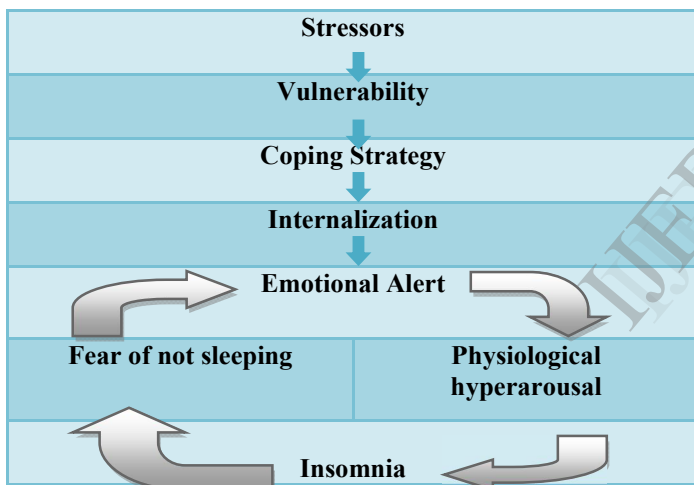 Stressors
Vulnerability
Coping Strategy
Internalization
Emotional Alert
Fear of not sleeping
Physiological
hyperarousal
Insomnia